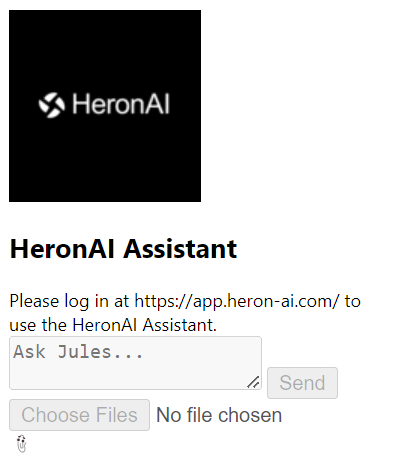 HeronAI
HeronAI Assistant
Please log in at https://app.heron-ai.com/ to
use the HeronAI Assistant.
Ask Jules...
Send
Choose Files No file chosen